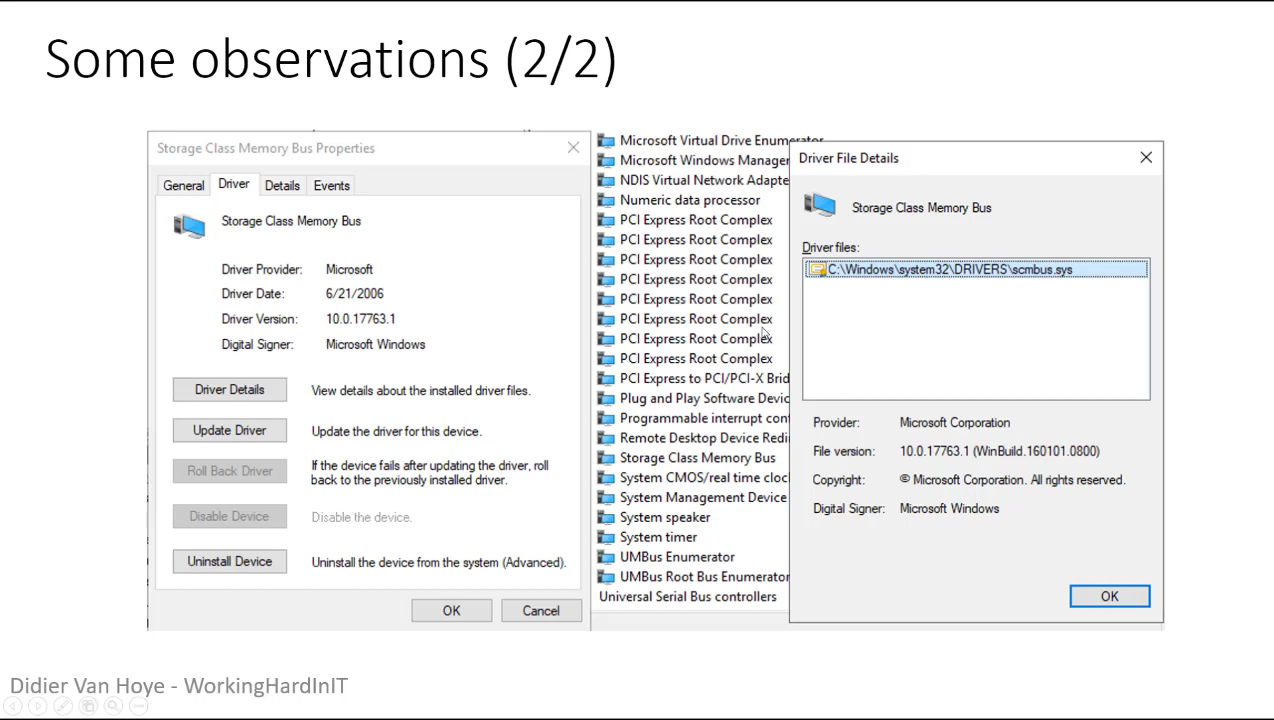 Some observations (2/2)
Storage Class Memory Bus Properties
General Driver Details Events
Storage Class Memory Bus
Driver Provider: Microsoft
Driver Date: 6/21/2006
Driver Version: 10.0.17763.1
Digital Signer: Microsoft Windows
Driver Details View details about the installed driver files.
Update Driver Update the driver for this device.
Roll Back Driver If the device fails after updating the driver, roll
back to the previously installed driver.
Disable Device Disable the device.
Uninstall Device Uninstall the device from the system (Advanced).
OK Cancel
Microsoft Virtual Drive Enumerator
Microsoft Windows Manager
NDIS Virtual Network Adapte
Numeric data processor
PCI Express Root Complex
PCI Express Root Complex
PCI Express Root Complex
PCI Express Root Complex
PCI Express Root Complex
PCI Express Root Complex
PCI Express Root Complex
PCI Express Root Complex
PCI Express to PCI/PCI-X Brid
Plug and Play Software Devic
Programmable interrupt cont
Remote Desktop Device Redi
Storage Class Memory Bus
System CMOS/real time cloc
System Management Device
System speaker
System timer
UMBus Enumerator
UMBus Root Bus Enumerator
Universal Serial Bus controllers
Driver File Details
Storage Class Memory Bus
Driver files:
C:\Windows\system32\DRIVERS\scmbus.sys
Provider: Microsoft Corporation
File version: 10.0.17763.1 (WinBuild.160101.0800)
Copyright: © Microsoft Corporation. All rights reserved.
Digital Signer: Microsoft Windows
OK
Didier Van Hoye - WorkingHardInIT